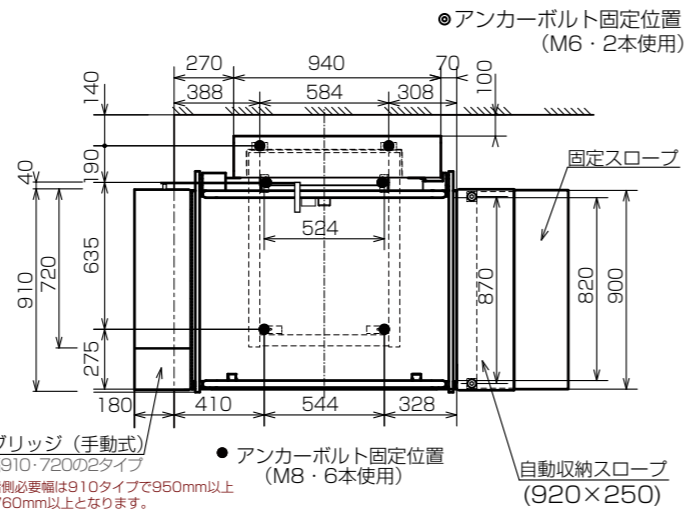 ◎アンカーボルト固定位置
(M6・2本使用)
270
940
70
100
140
388
584
308
190
固定スロープ
40
524
635
910
720
870
820
900
275
180
410
544
328
ブリッジ(手動式)
910・720の2タイプ
側必要幅は910タイプで950mm以上
760mm以上となります。
● アンカーボルト固定位置
(M8・6本使用)
自動収納スロープ
(920×250)